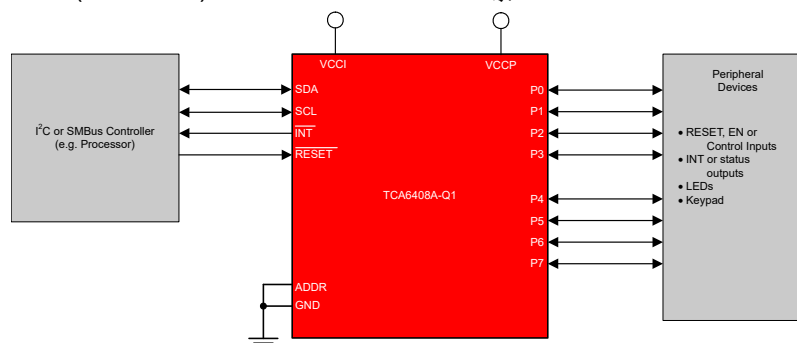 VCCI
VCCP
I²C or SMBus Controller
(e.g. Processor)
SDA
SCL
INT
RESET
TCA6408A-Q1
ADDR
GND
P0
P1
P2
P3
P4
P5
P6
P7
Peripheral
Devices
• RESET, EN or
Control Inputs
• INT or status
outputs
• LEDs
• Keypad